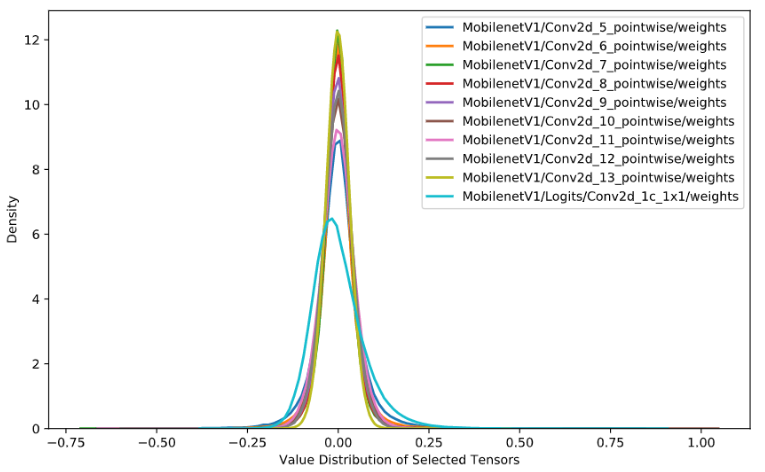 12
10
8
6
4
2
0
Density
−0.75
−0.50
−0.25
0.00
0.25
0.50
0.75
1.00
Value Distribution of Selected Tensors
MobilenetV1/Conv2d_5_pointwise/weights
MobilenetV1/Conv2d_6_pointwise/weights
MobilenetV1/Conv2d_7_pointwise/weights
MobilenetV1/Conv2d_8_pointwise/weights
MobilenetV1/Conv2d_9_pointwise/weights
MobilenetV1/Conv2d_10_pointwise/weights
MobilenetV1/Conv2d_11_pointwise/weights
MobilenetV1/Conv2d_12_pointwise/weights
MobilenetV1/Conv2d_13_pointwise/weights
MobilenetV1/Logits/Conv2d_1c_1x1/weights